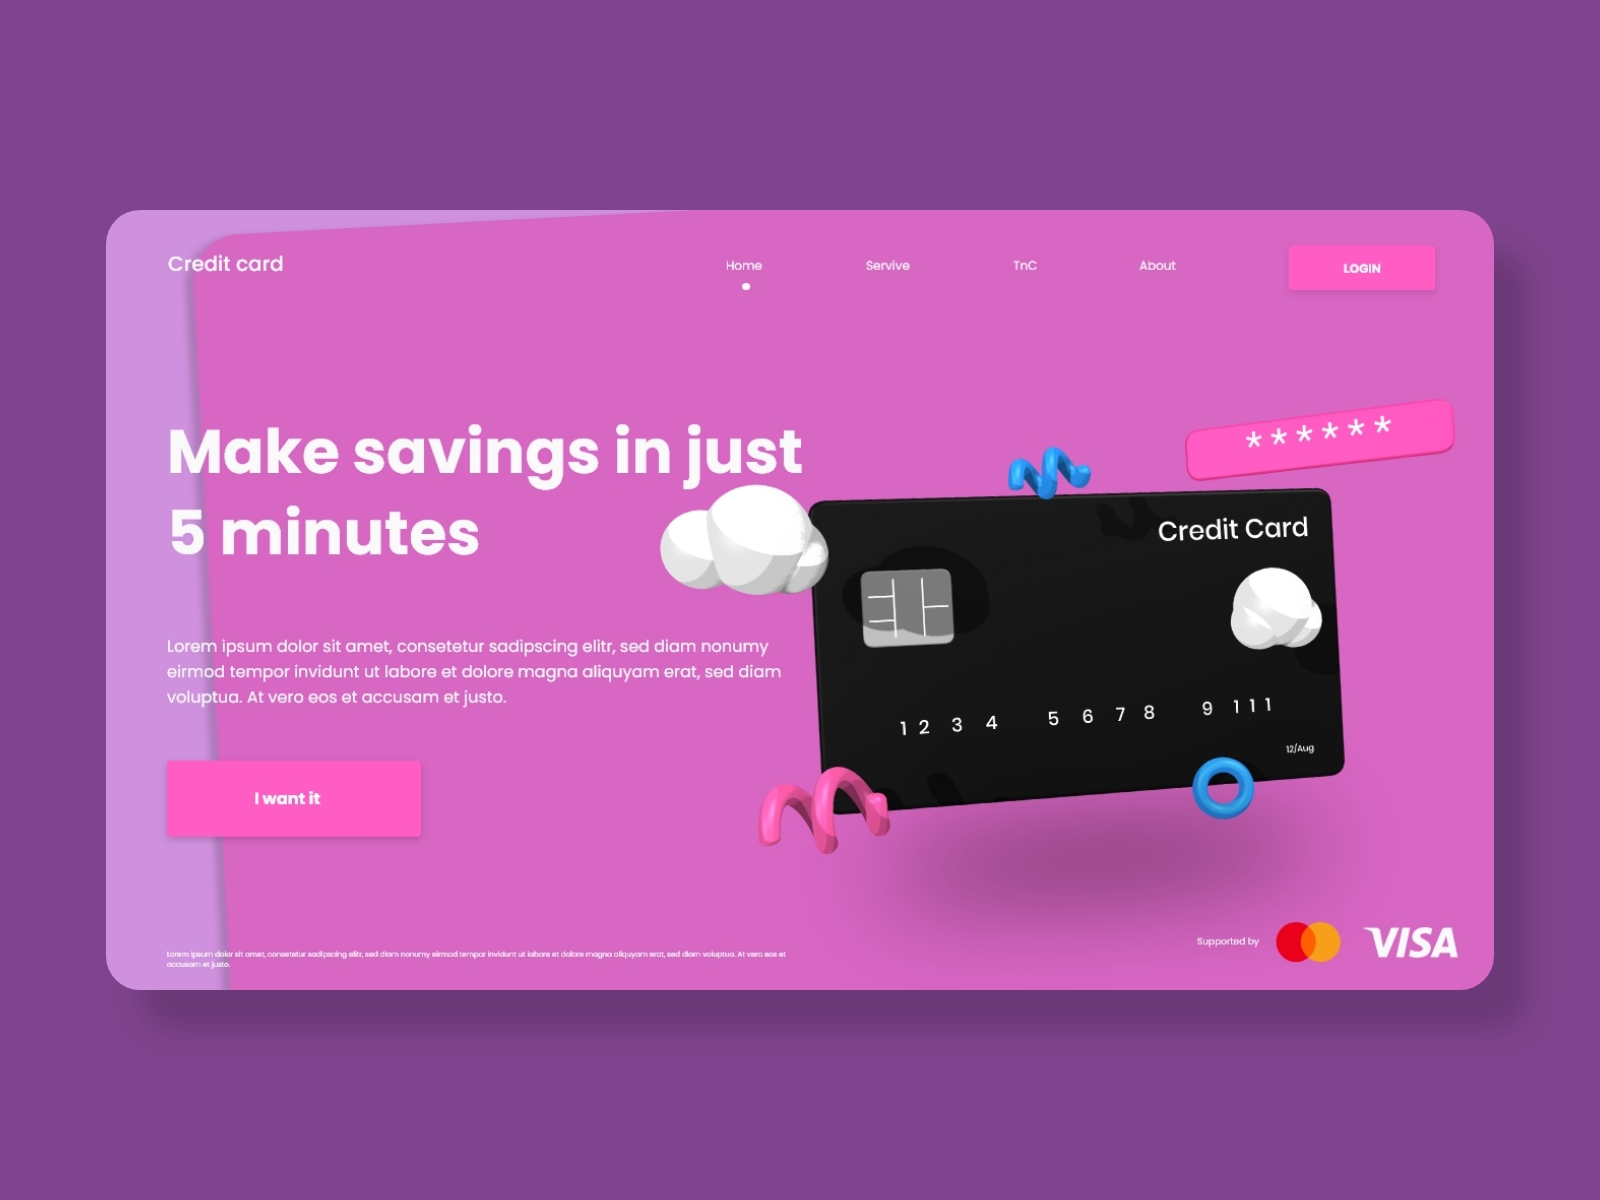 Credit card
Home
Servive
TnC
About
LOGIN
Make savings in just
5 minutes
******
Credit Card
Lorem ipsum dolor sit amet, consetetur sadipscing elitr, sed diam nonumy
eirmod tempor invidunt ut labore et dolore magna aliquyam erat, sed diam
voluptua. At vero eos et accusam et justo.
1 2 3 4 5 6 7 8 9 1 1 1
12/Aug
I want it
Supported by
VISA
Lorem ipsum dolor sit amet, consetetur sadipscing elitr, sed diam nonumy eirmod tempor invidunt ut labore et dolore magna aliquyam erat, sed diam voluptua. At vero eos et
accusam et justo.